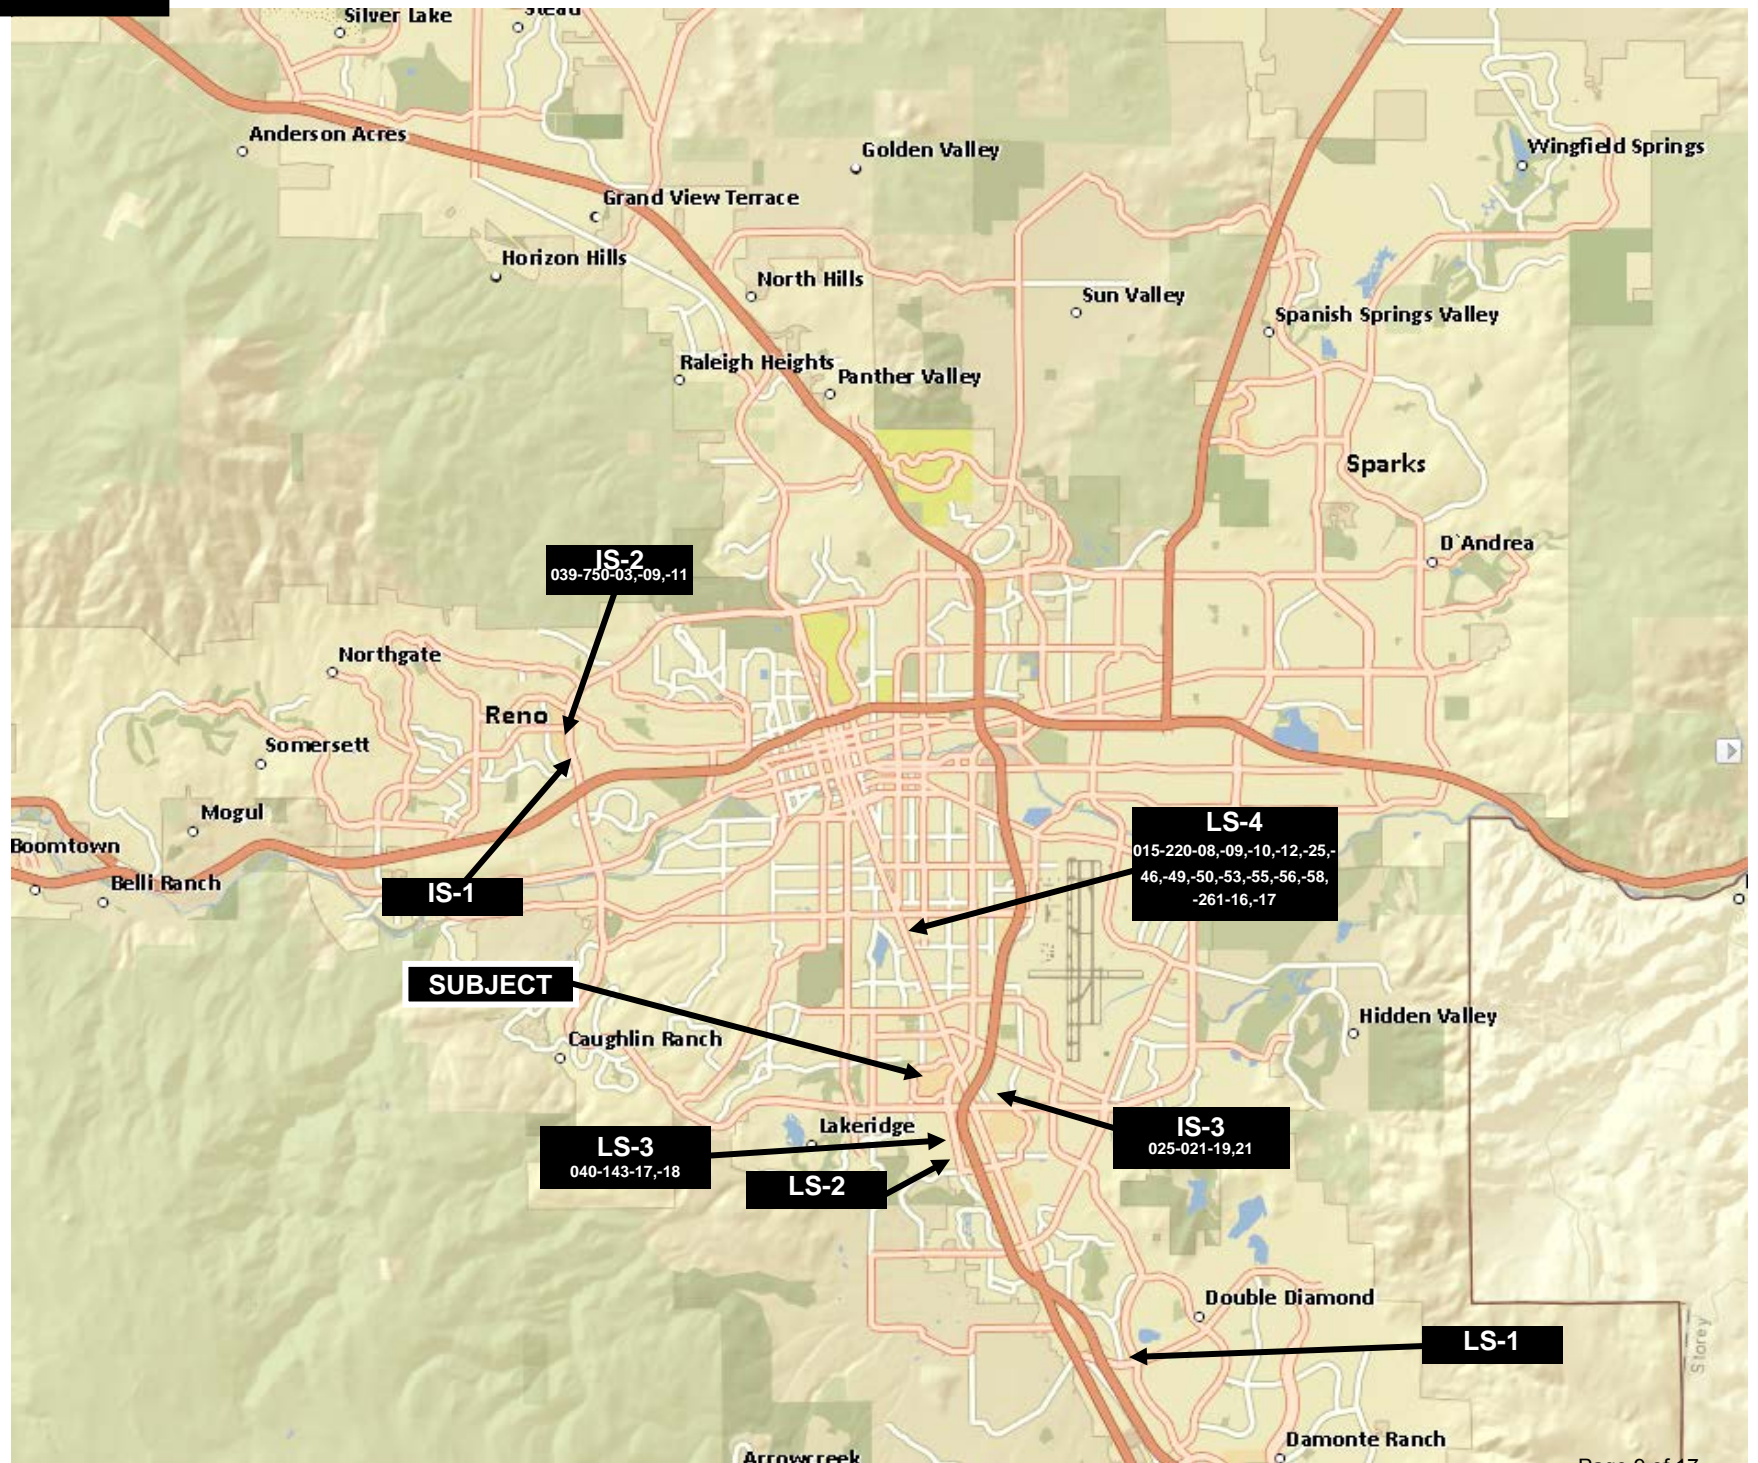 Silver Lake
Stead
Anderson Acres
Golden Valley
Wingfield Springs
Grand View Terrace
Horizon Hills
North Hills
Sun Valley
Spanish Springs Valley
Raleigh Heights
Panther Valley
Sparks
D'Andrea
IS-2
039-750-03,-09,-11
Northgate
Reno
Somersett
Mogul
Boomtown
Belli Ranch
IS-1
LS-4
015-220-08,-09,-10,-12,-25,-
46,-49,-50,-53,-55,-56,-58,
-261-16,-17
SUBJECT
Hidden Valley
Caughlin Ranch
Lakeridge
LS-3
040-143-17,-18
LS-2
IS-3
025-021-19,21
Double Diamond
LS-1
Storey
Damonte Ranch
Arrowcreek